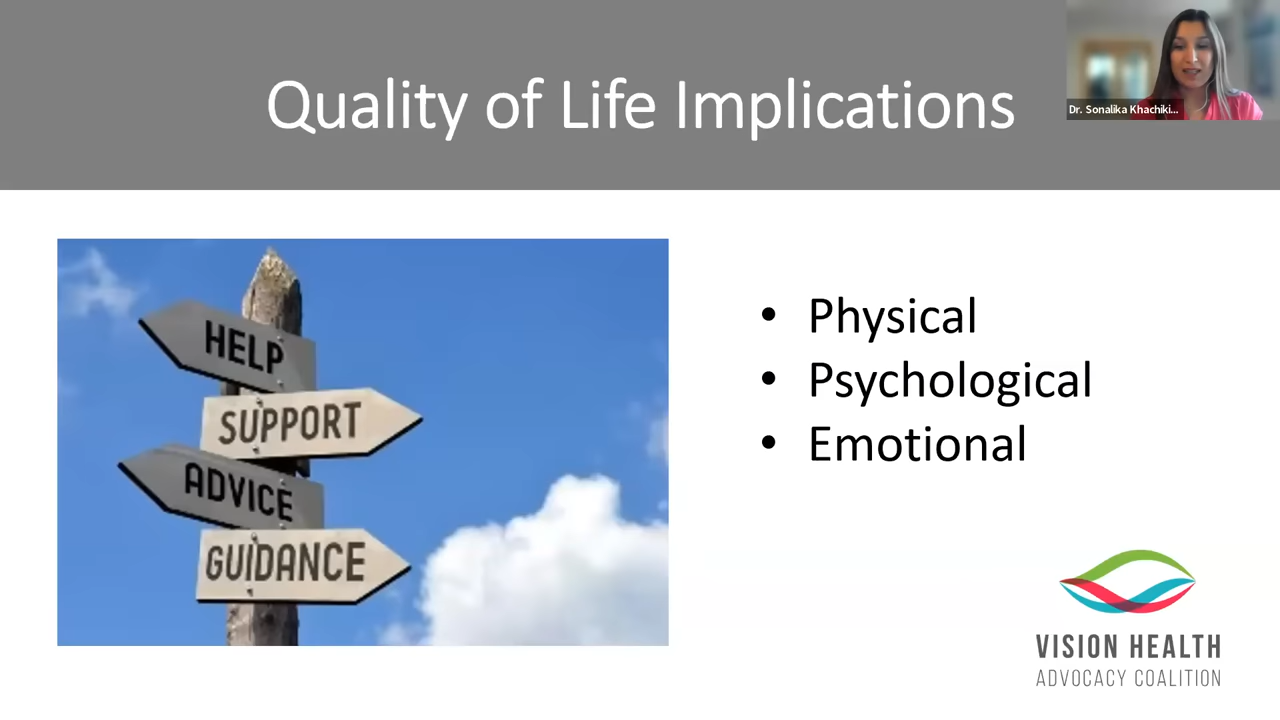 Quality of Life Implications
Dr. Sonalika Khachiki...
HELP
SUPPORT
ADVICE
GUIDANCE
• Physical
• Psychological
• Emotional
VISION HEALTH
ADVOCACY COALITION